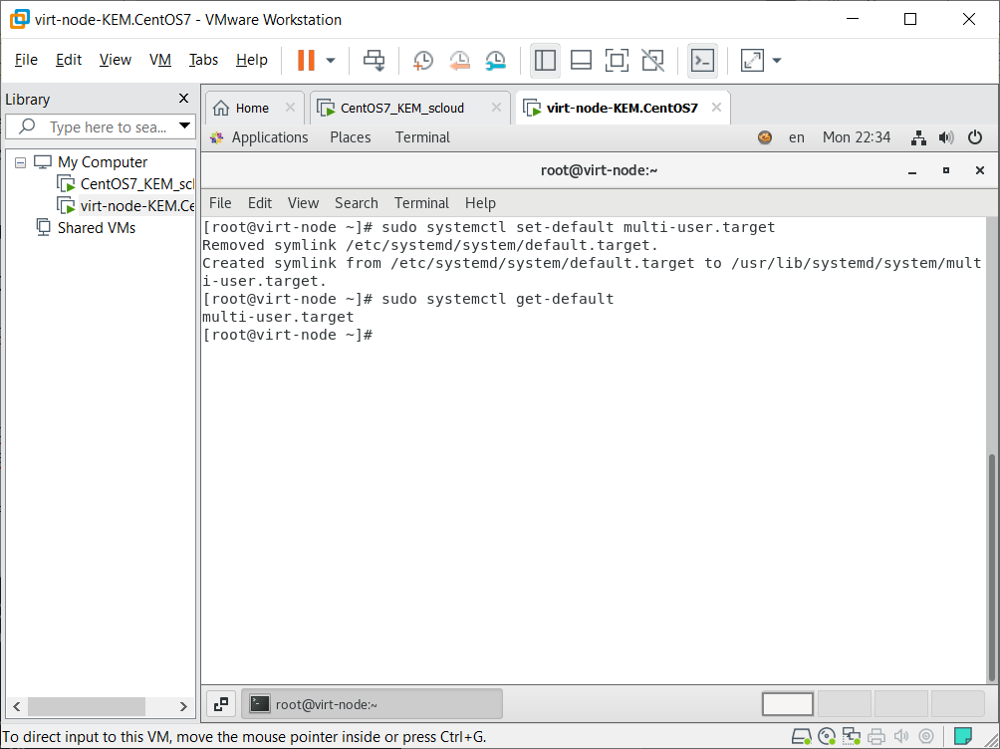 virt-node-KEM.CentOS7 - VMware Workstation
File Edit View VM Tabs Help
Library
Type here to sea...
My Computer
CentOS7_KEM_scl
virt-node-KEM.Ce
Shared VMs
Home
CentOS7_KEM_scloud
virt-node-KEM.CentOS7
Applications Places Terminal
en Mon 22:34
root@virt-node:~
File Edit View Search Terminal Help
[root@virt-node ~]# sudo systemctl set-default multi-user.target
Removed symlink /etc/systemd/system/default.target.
Created symlink from /etc/systemd/system/default.target to /usr/lib/systemd/system/mult
i-user.target.
[root@virt-node ~]# sudo systemctl get-default
multi-user.target
[root@virt-node ~]#
root@virt-node:~
To direct input to this VM, move the mouse pointer inside or press Ctrl+G.